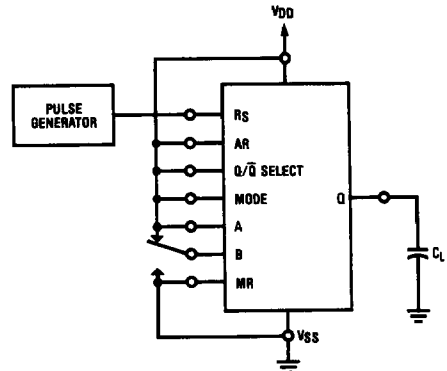 VDD
PULSE
GENERATOR
RS
AR
Q/Q̅ SELECT
MODE
Q
A
B
CL
MR
VSS